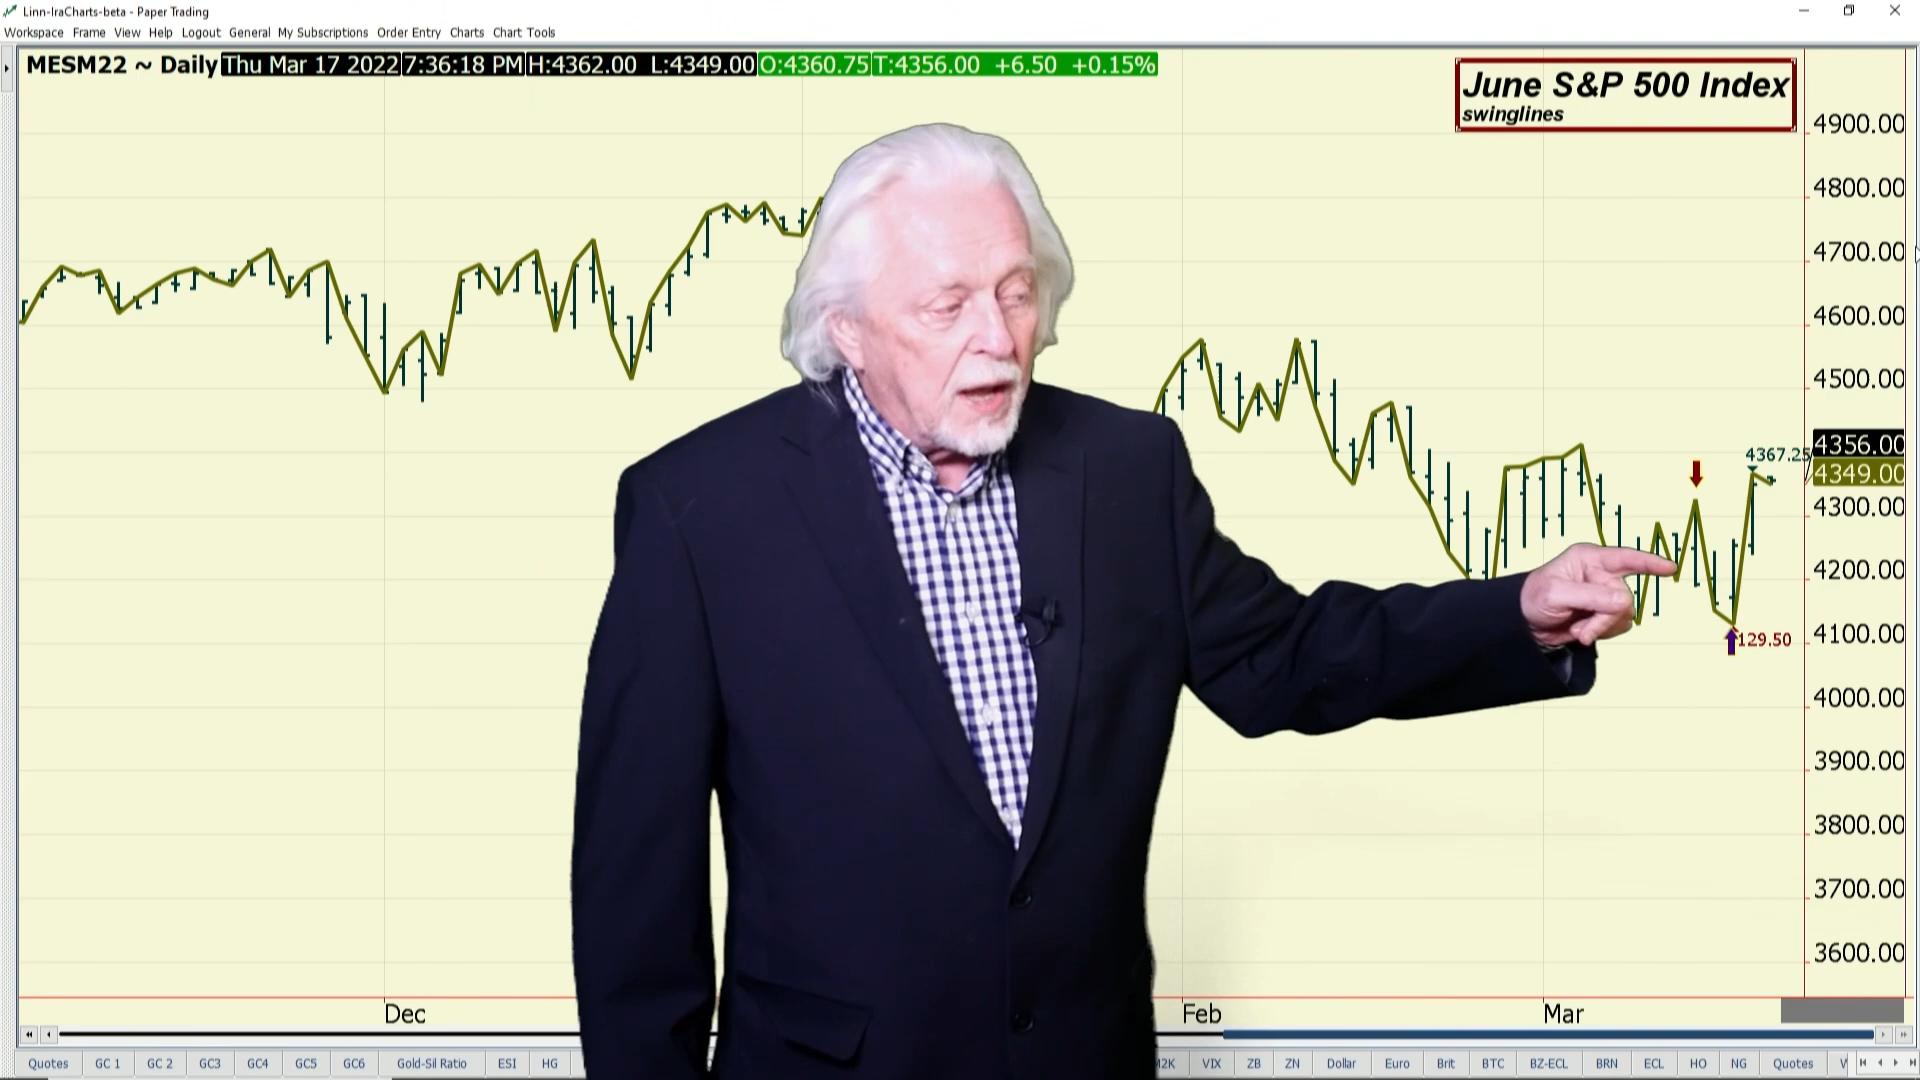 Linn-IraCharts-beta - Paper Trading
Workspace Frame View Help Logout General My Subscriptions Order Entry Charts Chart Tools
MESM22 ~ Daily Thu Mar 17 2022 7:36:18 PM H:4362.00 L:4349.00 O:4360.75 T:4356.00 +6.50 +0.15%
June S&P 500 Index
swinglines
4900.00
4800.00
4700.00
4600.00
4500.00
4356.00
4367.25
4349.00
4300.00
4200.00
4100.00
129.50
4000.00
3900.00
3800.00
3700.00
3600.00
Dec Feb Mar
Quotes GC 1 GC 2 GC3 GC4 GC5 GC6 Gold-Sil Ratio ESI HG VIX ZB ZN Dollar Euro Brit BTC BZ-ECL BRN ECL HO NG Quotes